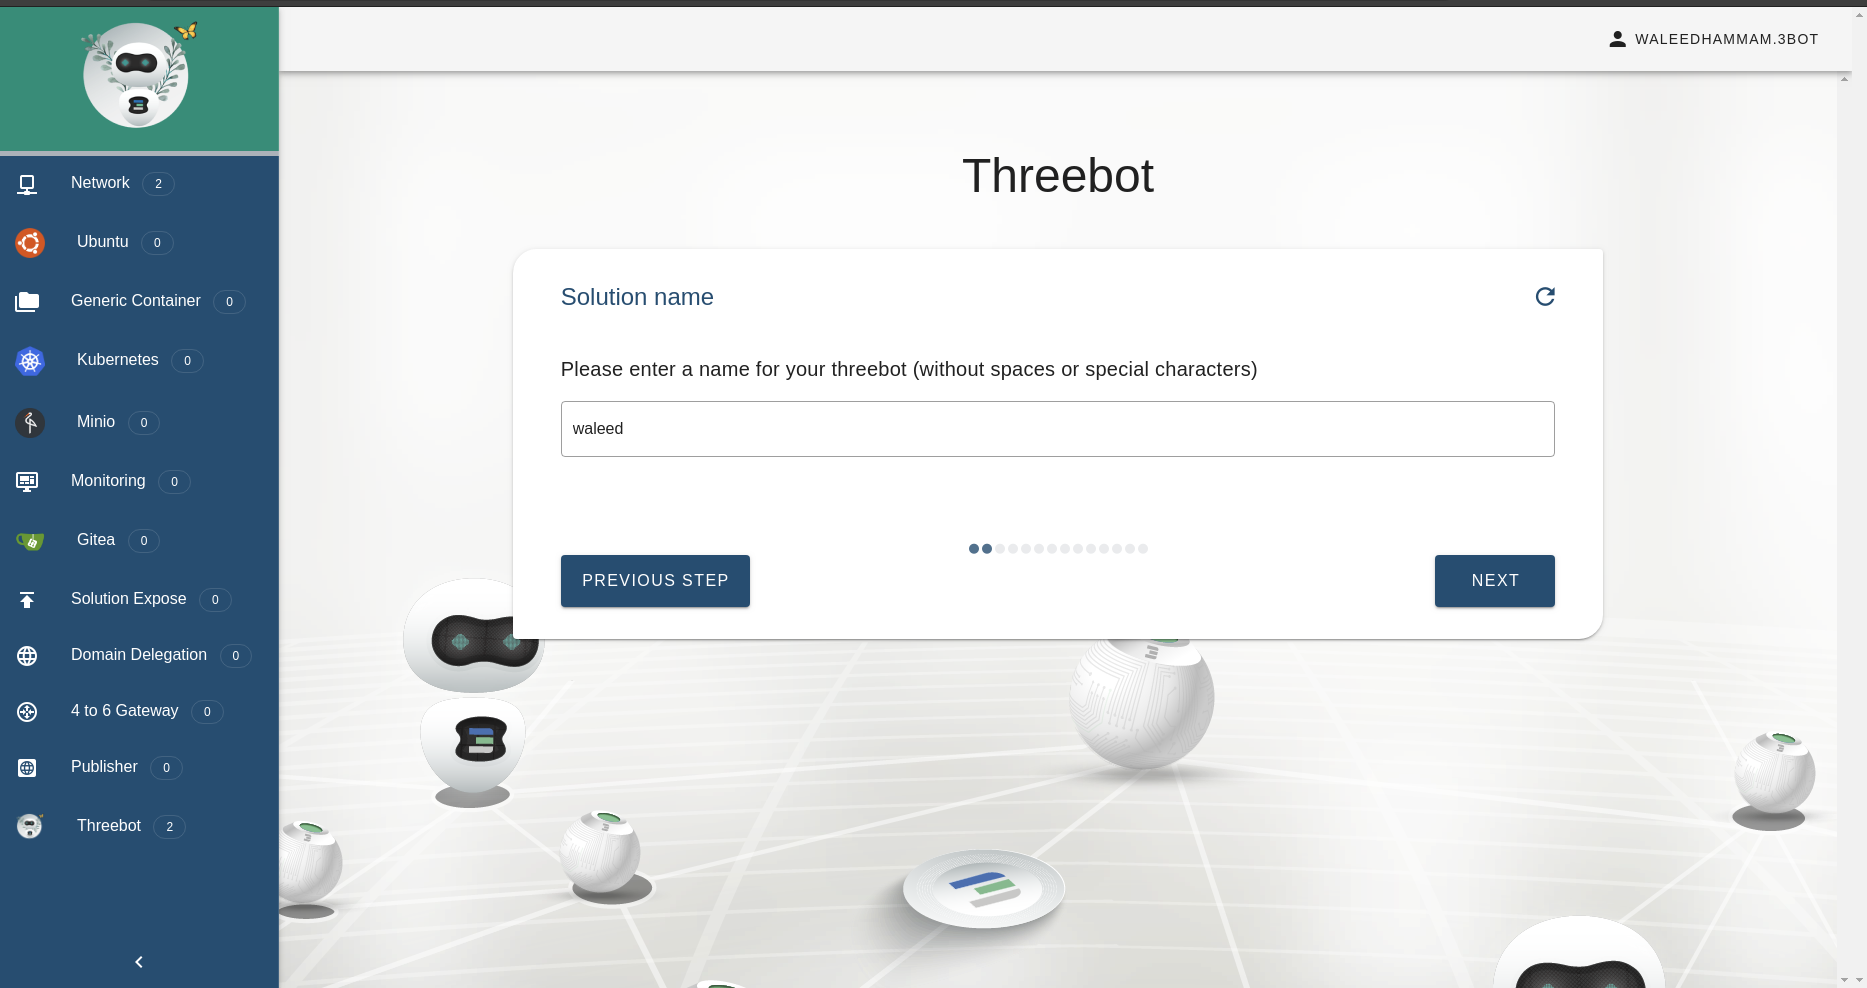 WALEEDHAMMAM.3BOT
Network 2
Ubuntu 0
Generic Container 0
Kubernetes 0
Minio 0
Monitoring 0
Gitea 0
Solution Expose 0
Domain Delegation 0
4 to 6 Gateway 0
Publisher 0
Threebot 2
Threebot
Solution name
Please enter a name for your threebot (without spaces or special characters)
waleed
PREVIOUS STEP
NEXT